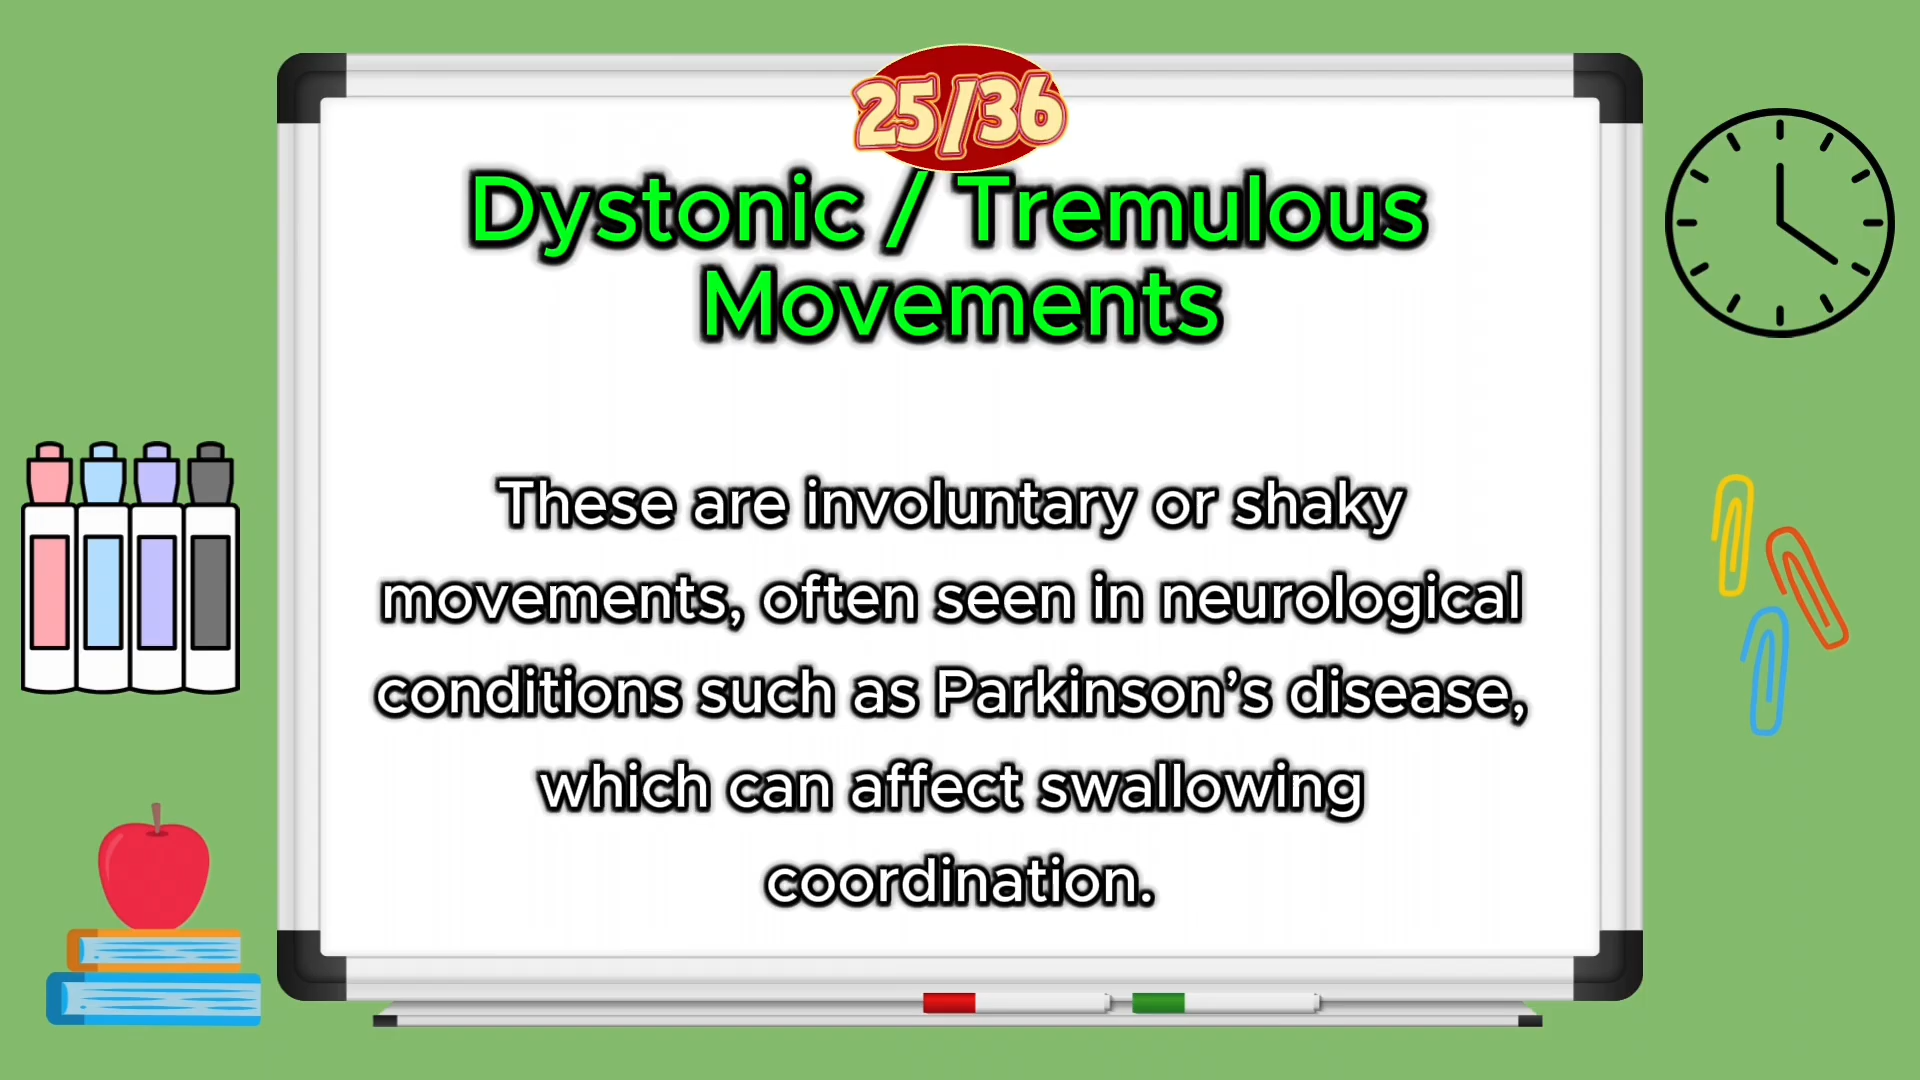 25/36
Dystonic / Tremulous
Movements
These are involuntary or shaky
movements, often seen in neurological
conditions such as Parkinson’s disease,
which can affect swallowing
coordination.